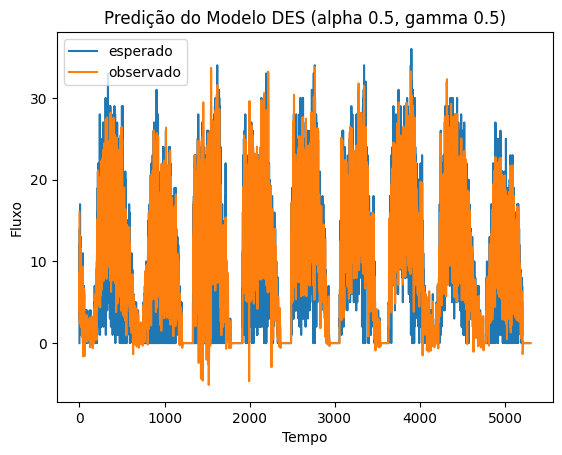 Predição do Modelo DES (alpha 0.5, gamma 0.5)
esperado
observado
30
20
10
0
Fluxo
0 1000 2000 3000 4000 5000
Tempo